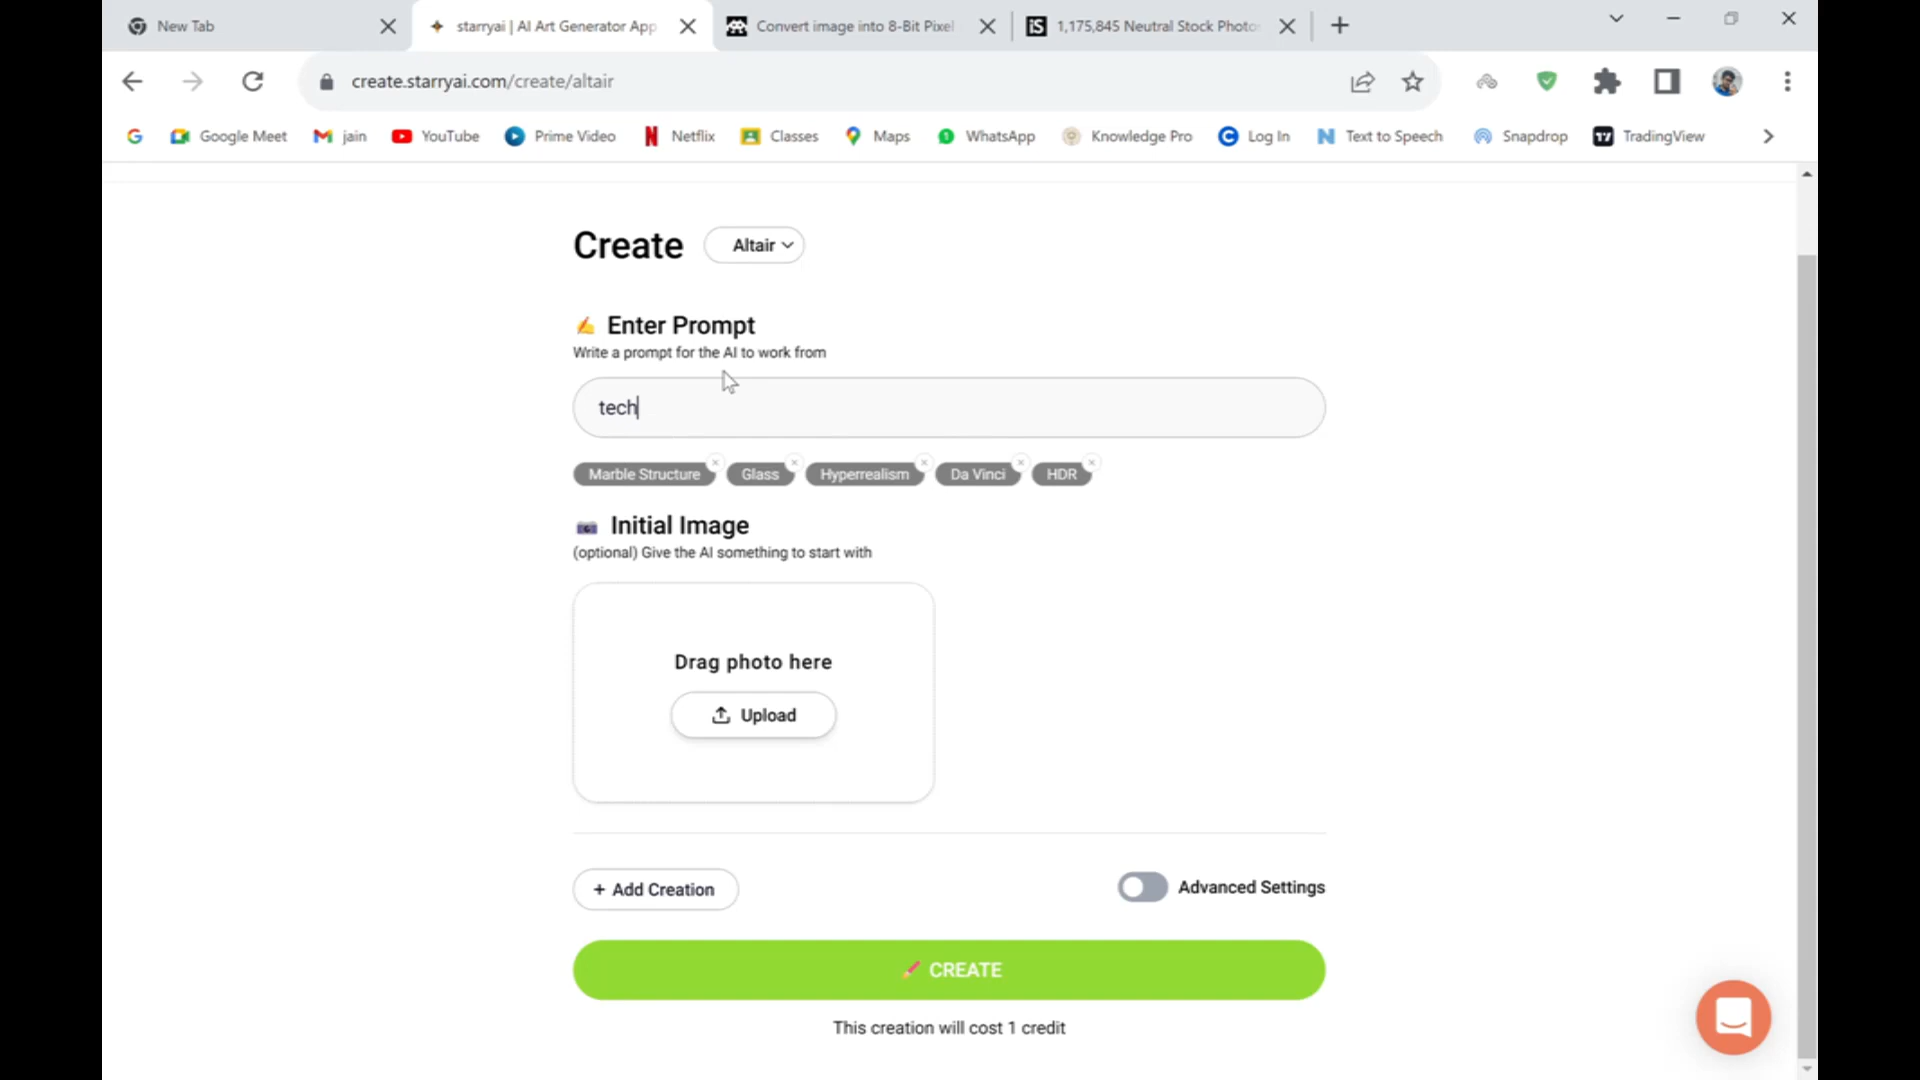 New Tab
starryai | AI Art Generator App
Convert image into 8-Bit Pixel
iS 1,175,845 Neutral Stock Photo
create.starryai.com/create/altair
Google Meet
jain
YouTube
Prime Video
Netflix
Classes
Maps
WhatsApp
Knowledge Pro
Log In
Text to Speech
Snapdrop
TradingView
Create
Altair
Enter Prompt
Write a prompt for the AI to work from
tech
Marble Structure
Glass
Hyperrealism
Da Vinci
HDR
Initial Image
(optional) Give the AI something to start with
Drag photo here
Upload
+ Add Creation
Advanced Settings
CREATE
This creation will cost 1 credit